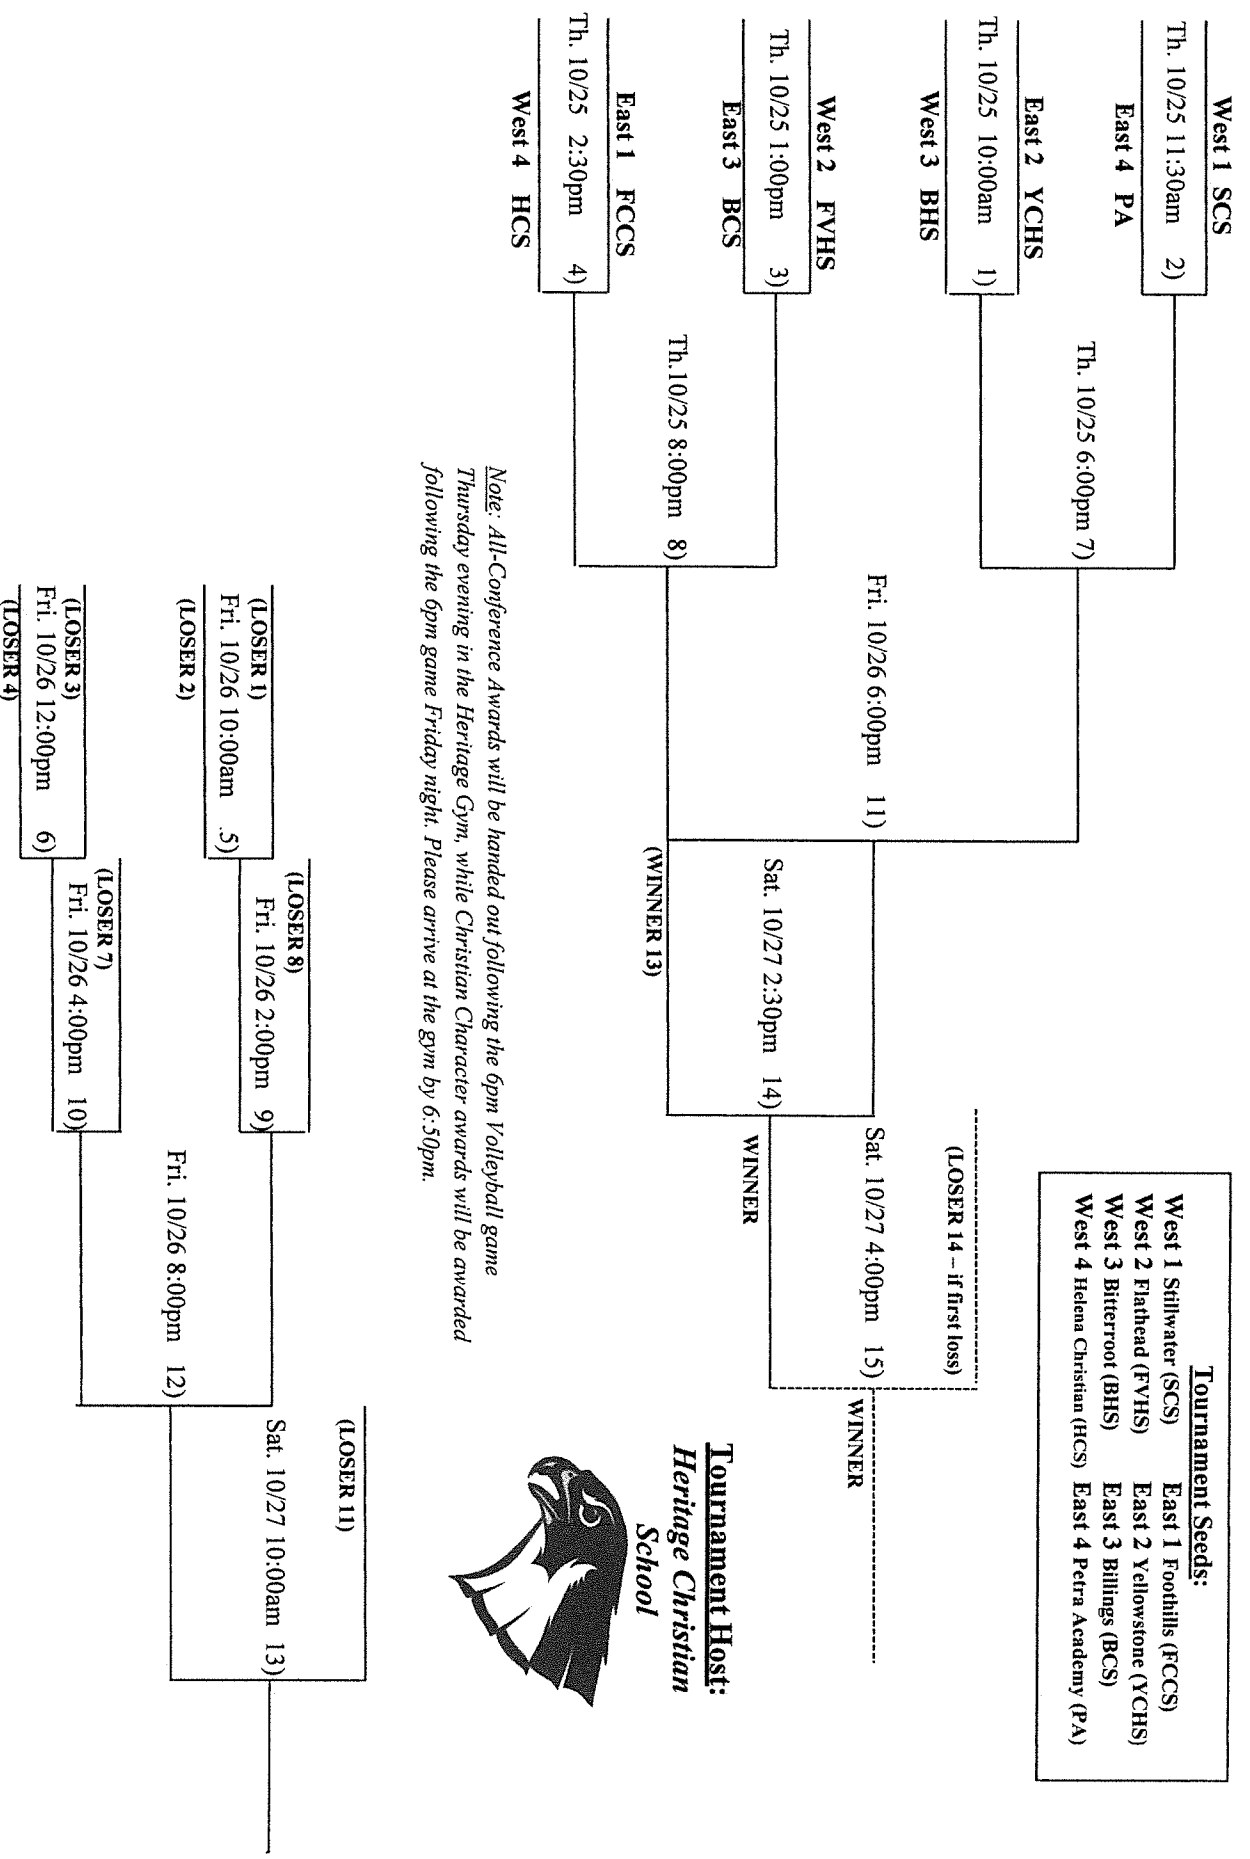 West 1 SCS
Th. 10/25 11:30am 2)
East 4 PA
East 2 YCHS
Th. 10/25 10:00am 1)
West 3 BHS
West 2 FVHS
Th. 10/25 1:00pm 3)
East 3 BCS
East 1 FCCS
Th. 10/25 2:30pm 4)
West 4 HCS
Th. 10/25 6:00pm 7)
Th.10/25 8:00pm 8)
Fri. 10/26 6:00pm 11)
Sat. 10/27 2:30pm 14)
(WINNER 13)
(LOSER 14 – if first loss)
Sat. 10/27 4:00pm 15)
WINNER
WINNER
Tournament Seeds:
West 1 Stillwater (SCS) East 1 Foothills (FCCS)
West 2 Flathead (FVHS) East 2 Yellowstone (YCHS)
West 3 Bitterroot (BHS) East 3 Billings (BCS)
West 4 Helena Christian (HCS) East 4 Petra Academy (PA)
Tournament Host:
Heritage Christian
School
Note: All-Conference Awards will be handed out following the 6pm Volleyball game
Thursday evening in the Heritage Gym, while Christian Character awards will be awarded
following the 6pm game Friday night. Please arrive at the gym by 6:50pm.
(LOSER 1)
Fri. 10/26 10:00am .5)
(LOSER 2)
(LOSER 3)
Fri. 10/26 12:00pm 6)
(LOSER 4)
(LOSER 8)
Fri. 10/26 2:00pm 9)
(LOSER 7)
Fri. 10/26 4:00pm 10)
Fri. 10/26 8:00pm 12)
(LOSER 11)
Sat. 10/27 10:00am 13)